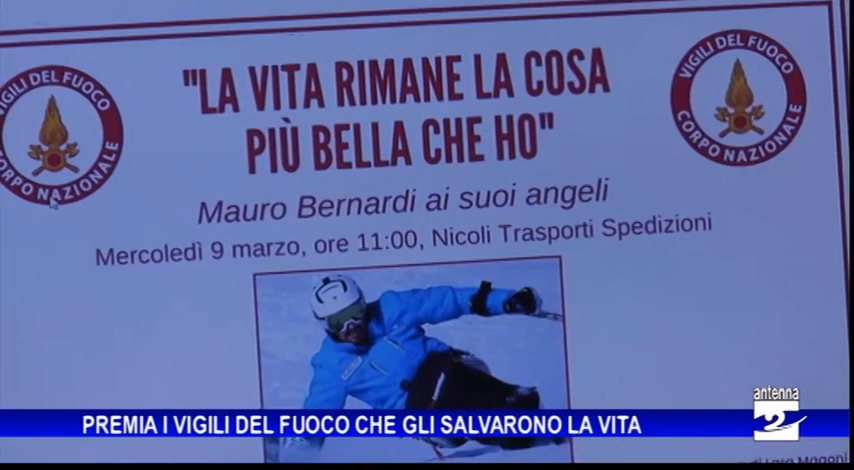 VIGILI DEL FUOCO
CORPO NAZIONALE
"LA VITA RIMANE LA COSA
PIÙ BELLA CHE HO"
VIGILI DEL FUOCO
CORPO NAZIONALE
Mauro Bernardi ai suoi angeli
Mercoledì 9 marzo, ore 11:00, Nicoli Trasporti Spedizioni
PREMIA I VIGILI DEL FUOCO CHE GLI SALVARONO LA VITA
antenna
2
Magoni